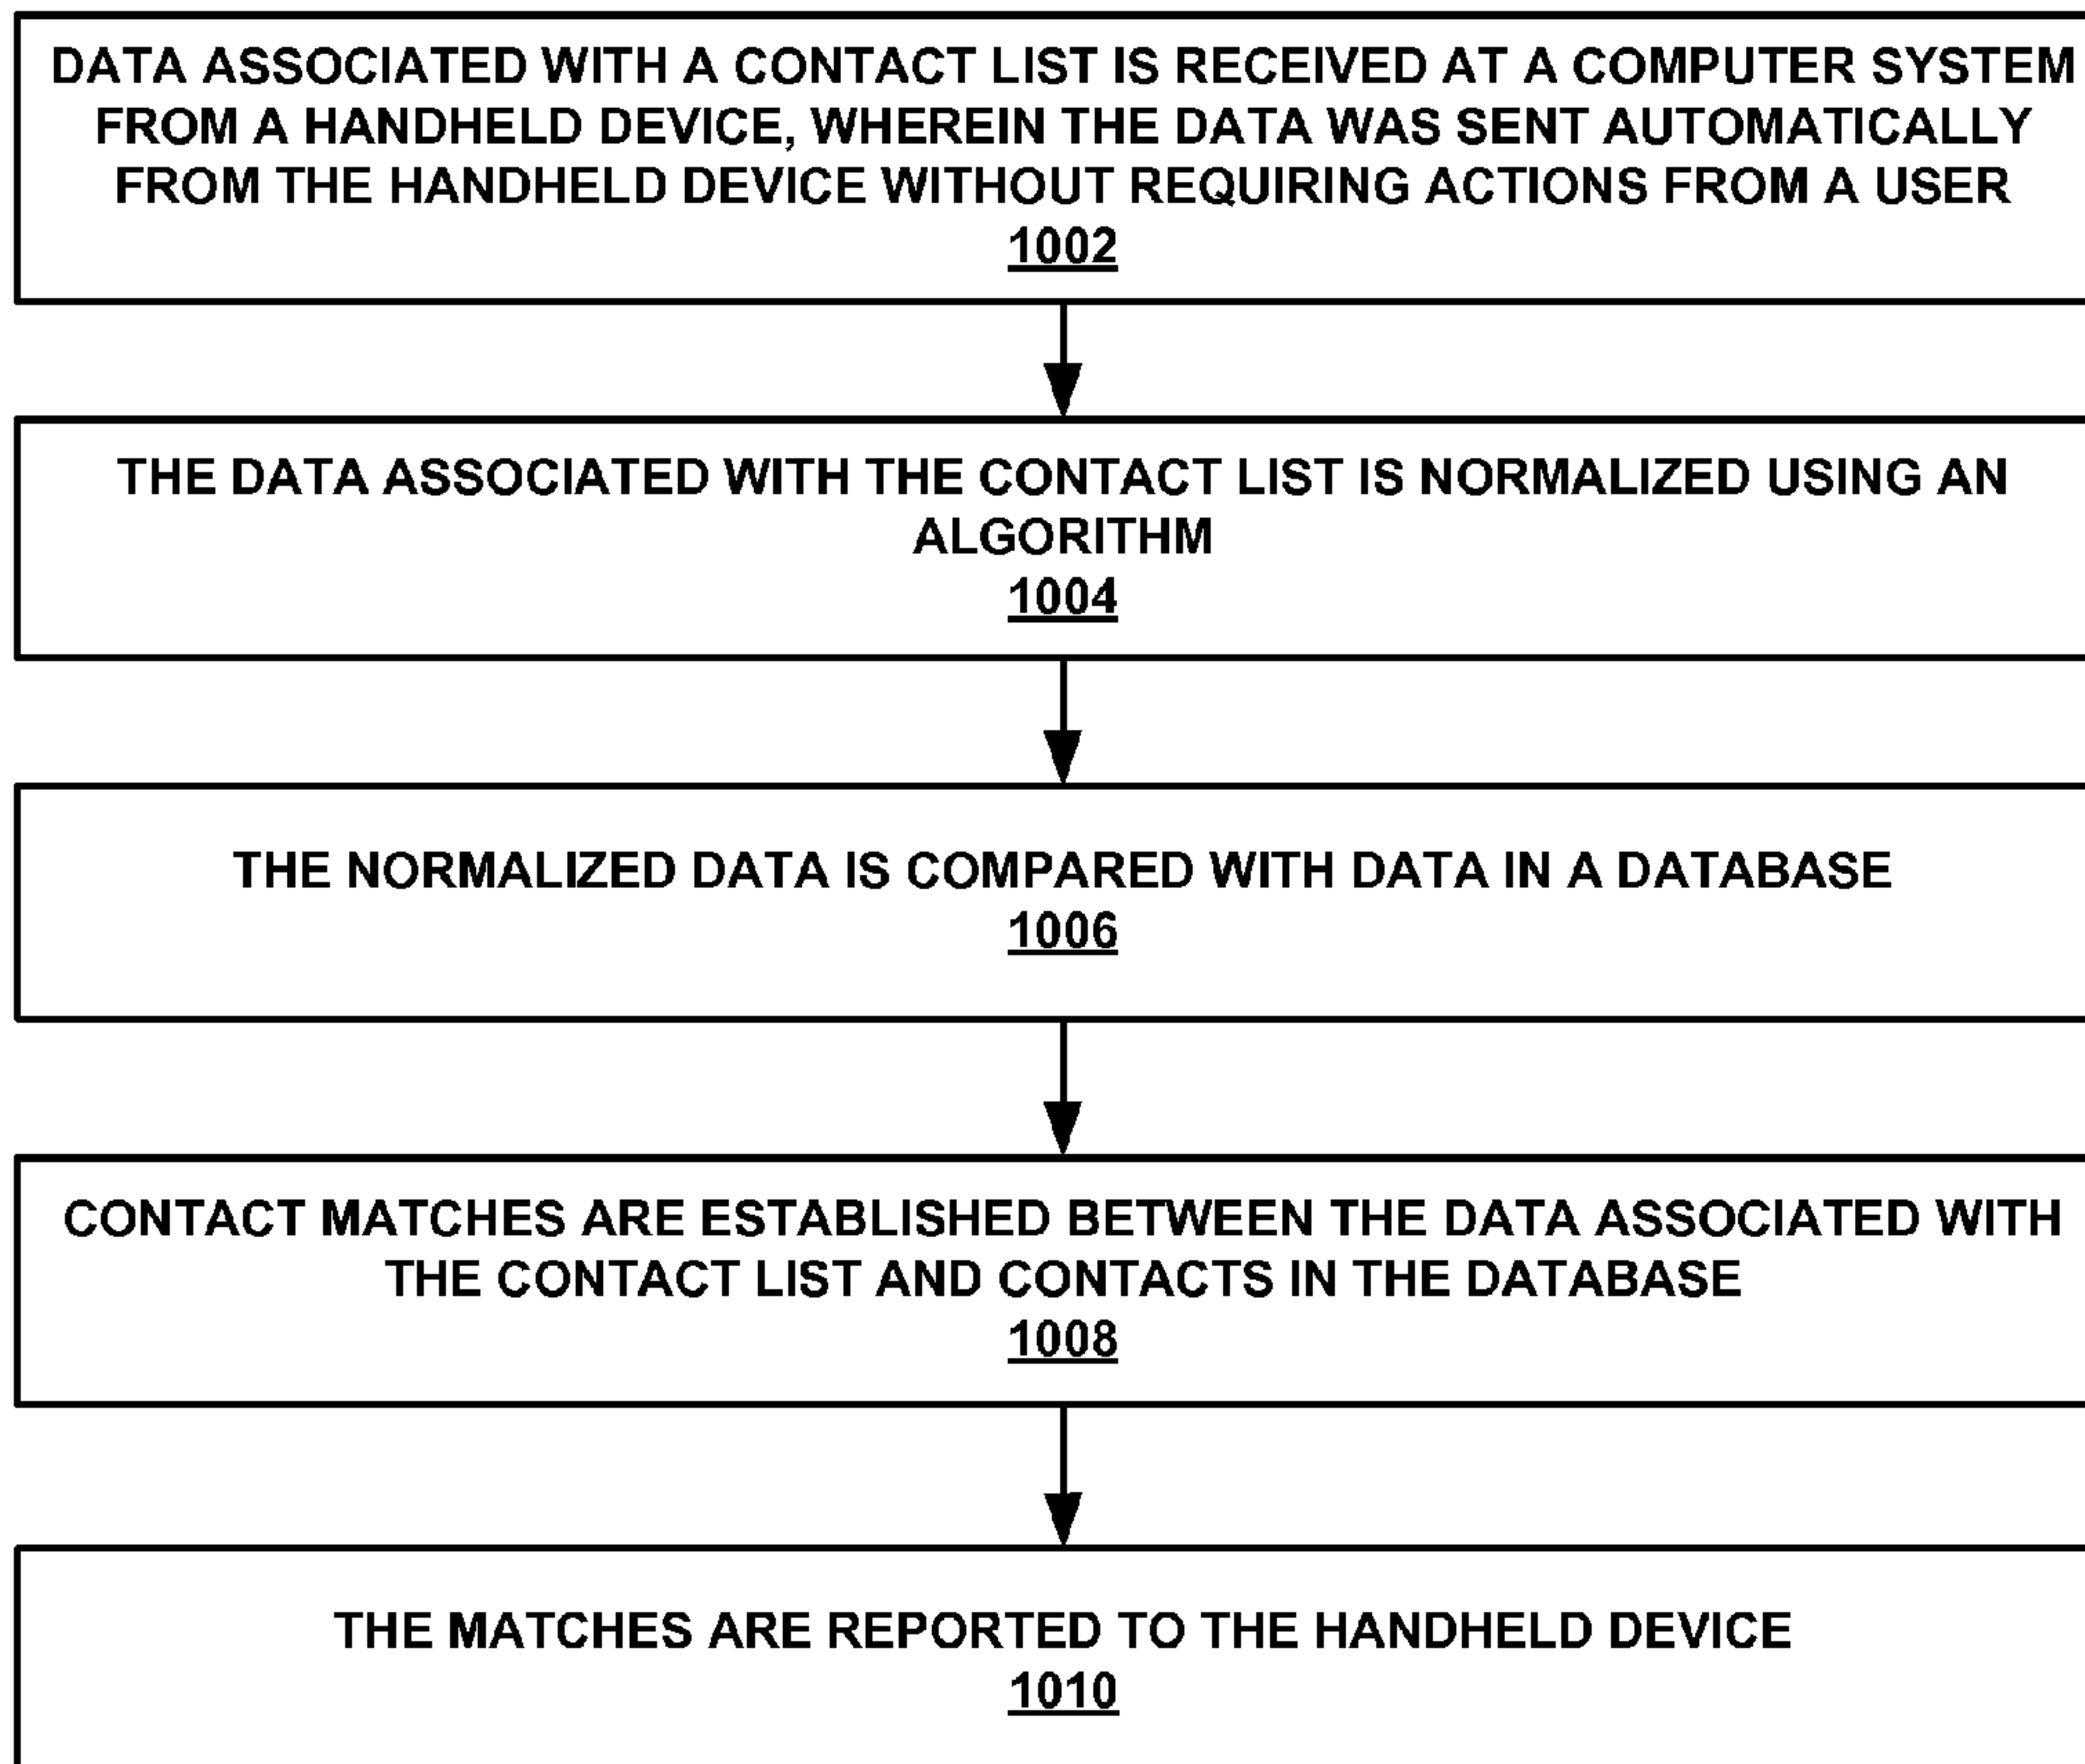 DATA ASSOCIATED WITH A CONTACT LIST IS RECEIVED AT A COMPUTER SYSTEM
FROM A HANDHELD DEVICE, WHEREIN THE DATA WAS SENT AUTOMATICALLY
FROM THE HANDHELD DEVICE WITHOUT REQUIRING ACTIONS FROM A USER
1002
THE DATA ASSOCIATED WITH THE CONTACT LIST IS NORMALIZED USING AN
ALGORITHM
1004
THE NORMALIZED DATA IS COMPARED WITH DATA IN A DATABASE
1006
CONTACT MATCHES ARE ESTABLISHED BETWEEN THE DATA ASSOCIATED WITH
THE CONTACT LIST AND CONTACTS IN THE DATABASE
1008
THE MATCHES ARE REPORTED TO THE HANDHELD DEVICE
1010